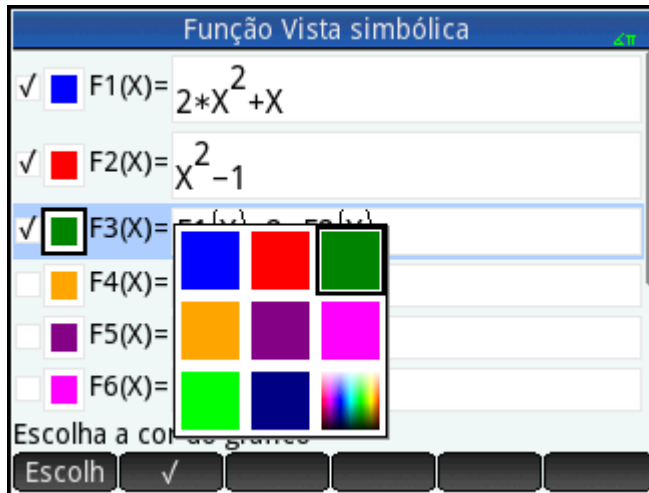 Função Vista simbólica
∡π
√ F1(X)= 2*X²+X
√ F2(X)= X²-1
√ F3(X)=
F4(X)=
F5(X)=
F6(X)=
Escolha a cor
Escolh √